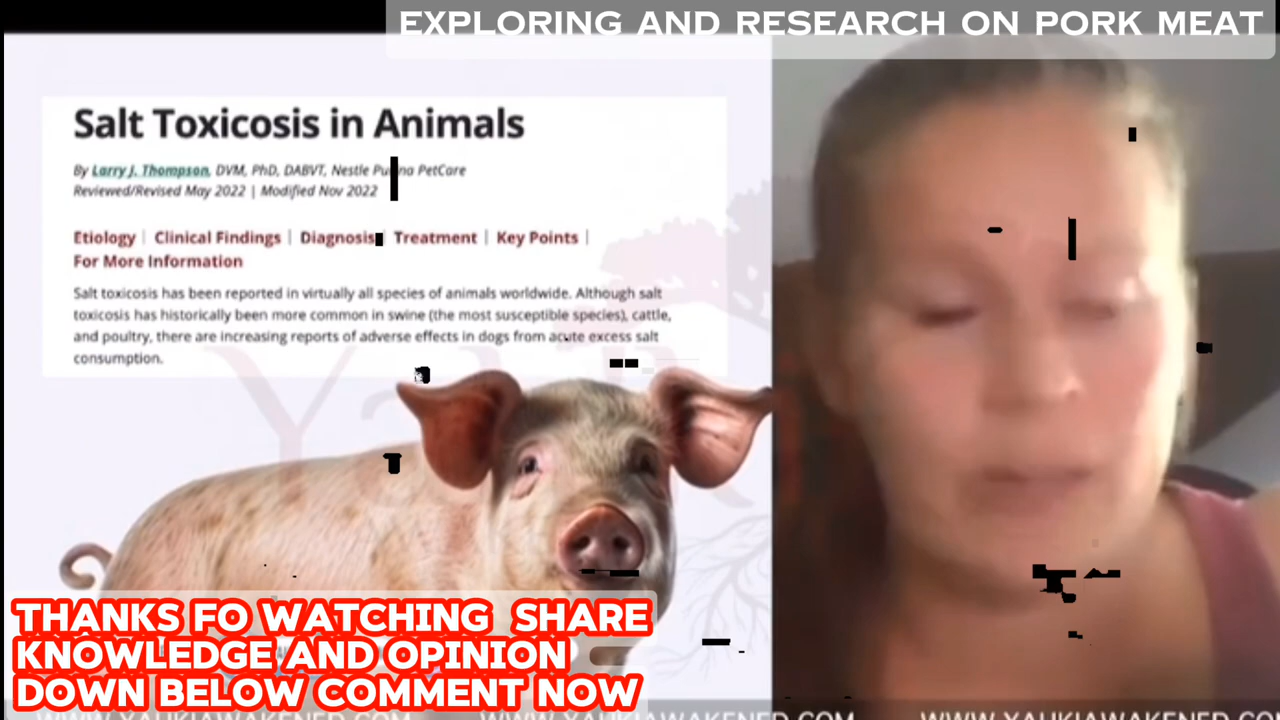 EXPLORING AND RESEARCH ON PORK MEAT
Salt Toxicosis in Animals
By Larry J. Thompson, DVM, PhD, DABVT, Nestle PetCare
Reviewed/Revised May 2022 | Modified Nov 2022
Etiology | Clinical Findings | Diagnosis Treatment | Key Points |
For More Information
Salt toxicosis has been reported in virtually all species of animals worldwide. Although salt
toxicosis has historically been more common in swine (the most susceptible species), cattle,
and poultry, there are increasing reports of adverse effects in dogs from acute excess salt
consumption.
THANKS FO WATCHING SHARE
KNOWLEDGE AND OPINION
DOWN BELOW COMMENT NOW